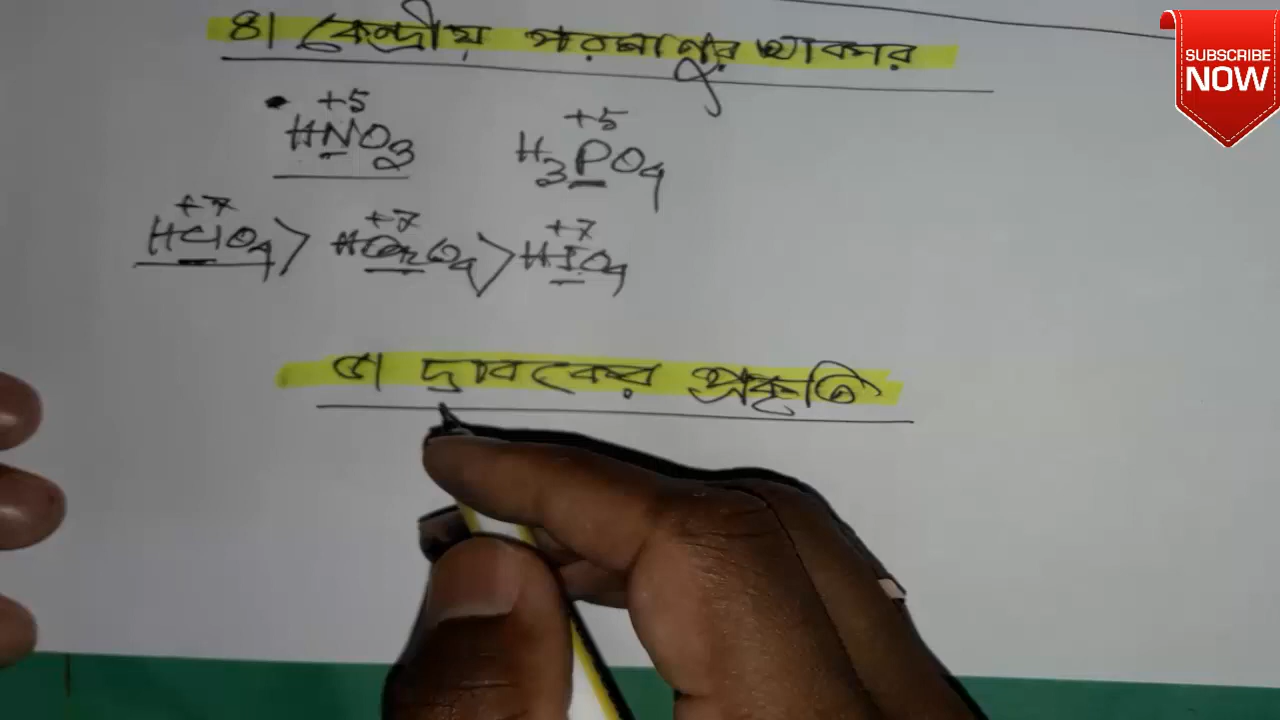 ৪। কেন্দ্রীয় পরমাণুর আকার
+5
HNO3
+5
H3PO4
+7 +7 +7
HClO4 > HBrO4 > HIO4
৫। দ্রাবকের প্রকৃতি
SUBSCRIBE
NOW